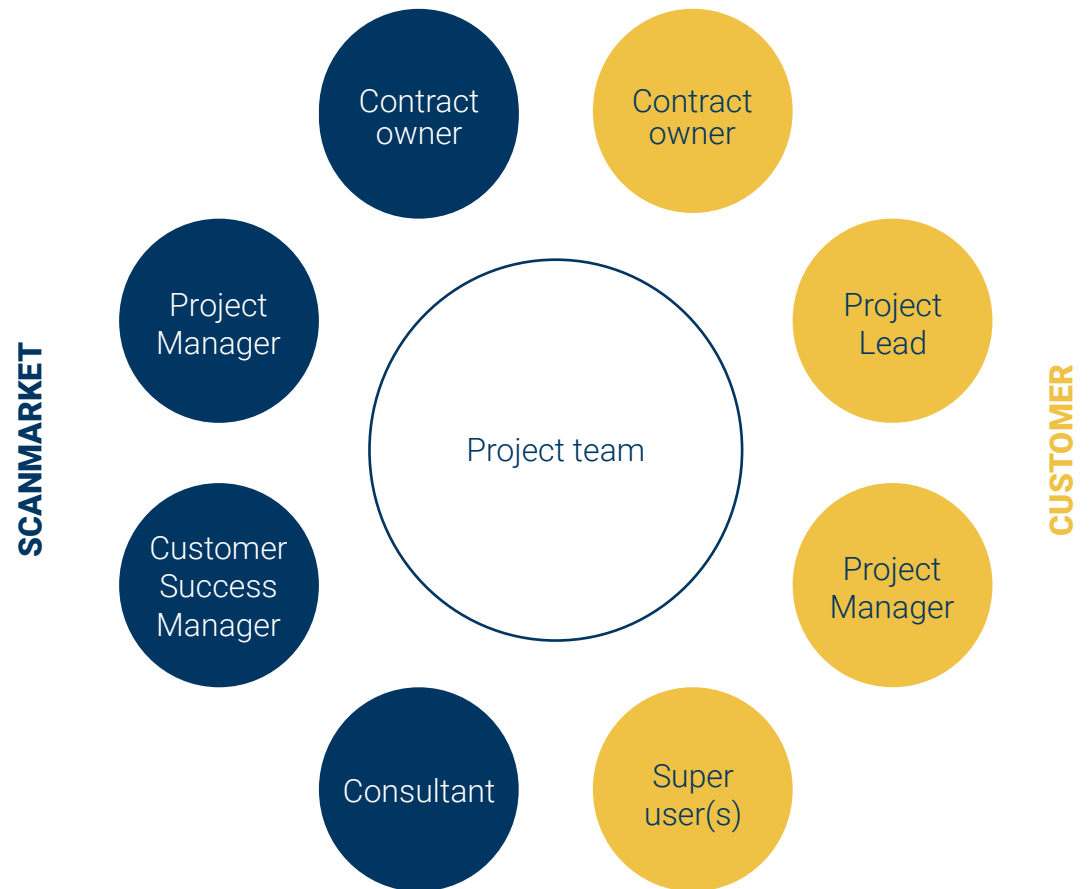 Contract
owner
Contract
owner
Project
Manager
Project
Lead
SCANMARKET
Project team
CUSTOMER
Customer
Success
Manager
Project
Manager
Consultant
Super
user(s)